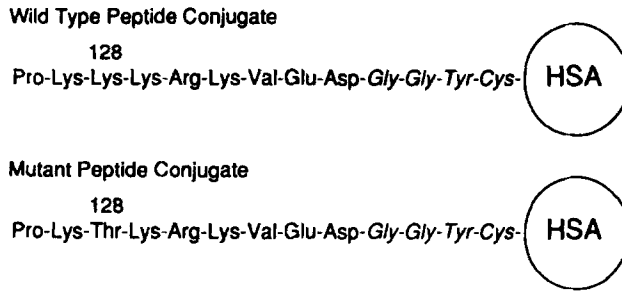 Wild Type Peptide Conjugate
128
Pro-Lys-Lys-Lys-Arg-Lys-Val-Glu-Asp-Gly-Gly-Tyr-Cys- HSA
Mutant Peptide Conjugate
128
Pro-Lys-Thr-Lys-Arg-Lys-Val-Glu-Asp-Gly-Gly-Tyr-Cys- HSA